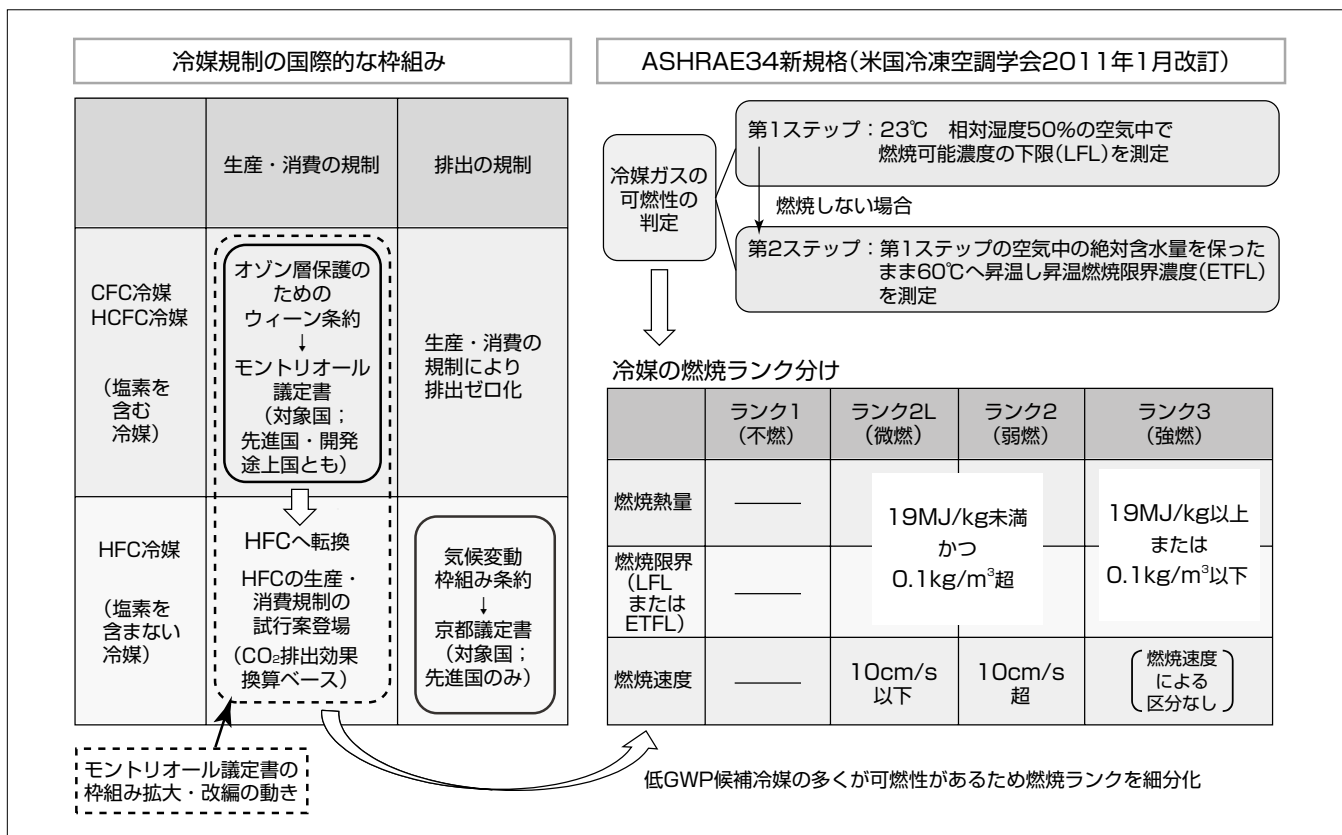 冷媒規制の国際的な枠組み
生産・消費の規制
排出の規制
CFC冷媒
HCFC冷媒
(塩素を
含む
冷媒)
オゾン層保護の
ための
ウィーン条約
↓
モントリオール
議定書
(対象国;
先進国・開発
途上国とも)
生産・消費の
規制により
排出ゼロ化
HFC冷媒
(塩素を
含まない
冷媒)
HFCへ転換
HFCの生産・
消費規制の
試行案登場
(CO₂排出効果
換算ベース)
気候変動
枠組み条約
↓
京都議定書
(対象国;
先進国のみ)
モントリオール議定書の
枠組み拡大・改編の動き
ASHRAE34新規格(米国冷凍空調学会2011年1月改訂)
冷媒ガスの
可燃性の
判定
第1ステップ:23℃ 相対湿度50%の空気中で
燃焼可能濃度の下限(LFL)を測定
燃焼しない場合
第2ステップ:第1ステップの空気中の絶対含水量を保った
まま60℃へ昇温し昇温燃焼限界濃度(ETFL)
を測定
冷媒の燃焼ランク分け
ランク1
(不燃)
ランク2L
(微燃)
ランク2
(弱燃)
ランク3
(強燃)
燃焼熱量
———
19MJ/kg未満
かつ
0.1kg/m³超
19MJ/kg以上
または
0.1kg/m³以下
燃焼限界
(LFL
または
ETFL)
———
燃焼速度
———
10cm/s
以下
10cm/s
超
(燃焼速度
による
区分なし)
低GWP候補冷媒の多くが可燃性があるため燃焼ランクを細分化